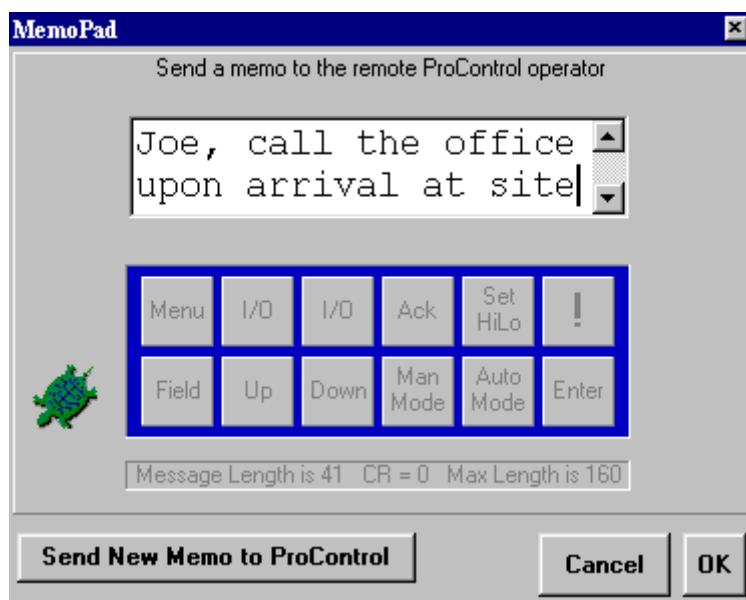 MemoPad
Send a memo to the remote ProControl operator
Joe, call the office
upon arrival at site
Menu I/O I/O Ack Set HiLo !
Field Up Down Man Mode Auto Mode Enter
Message Length is 41 CR = 0 Max Length is 160
Send New Memo to ProControl Cancel OK